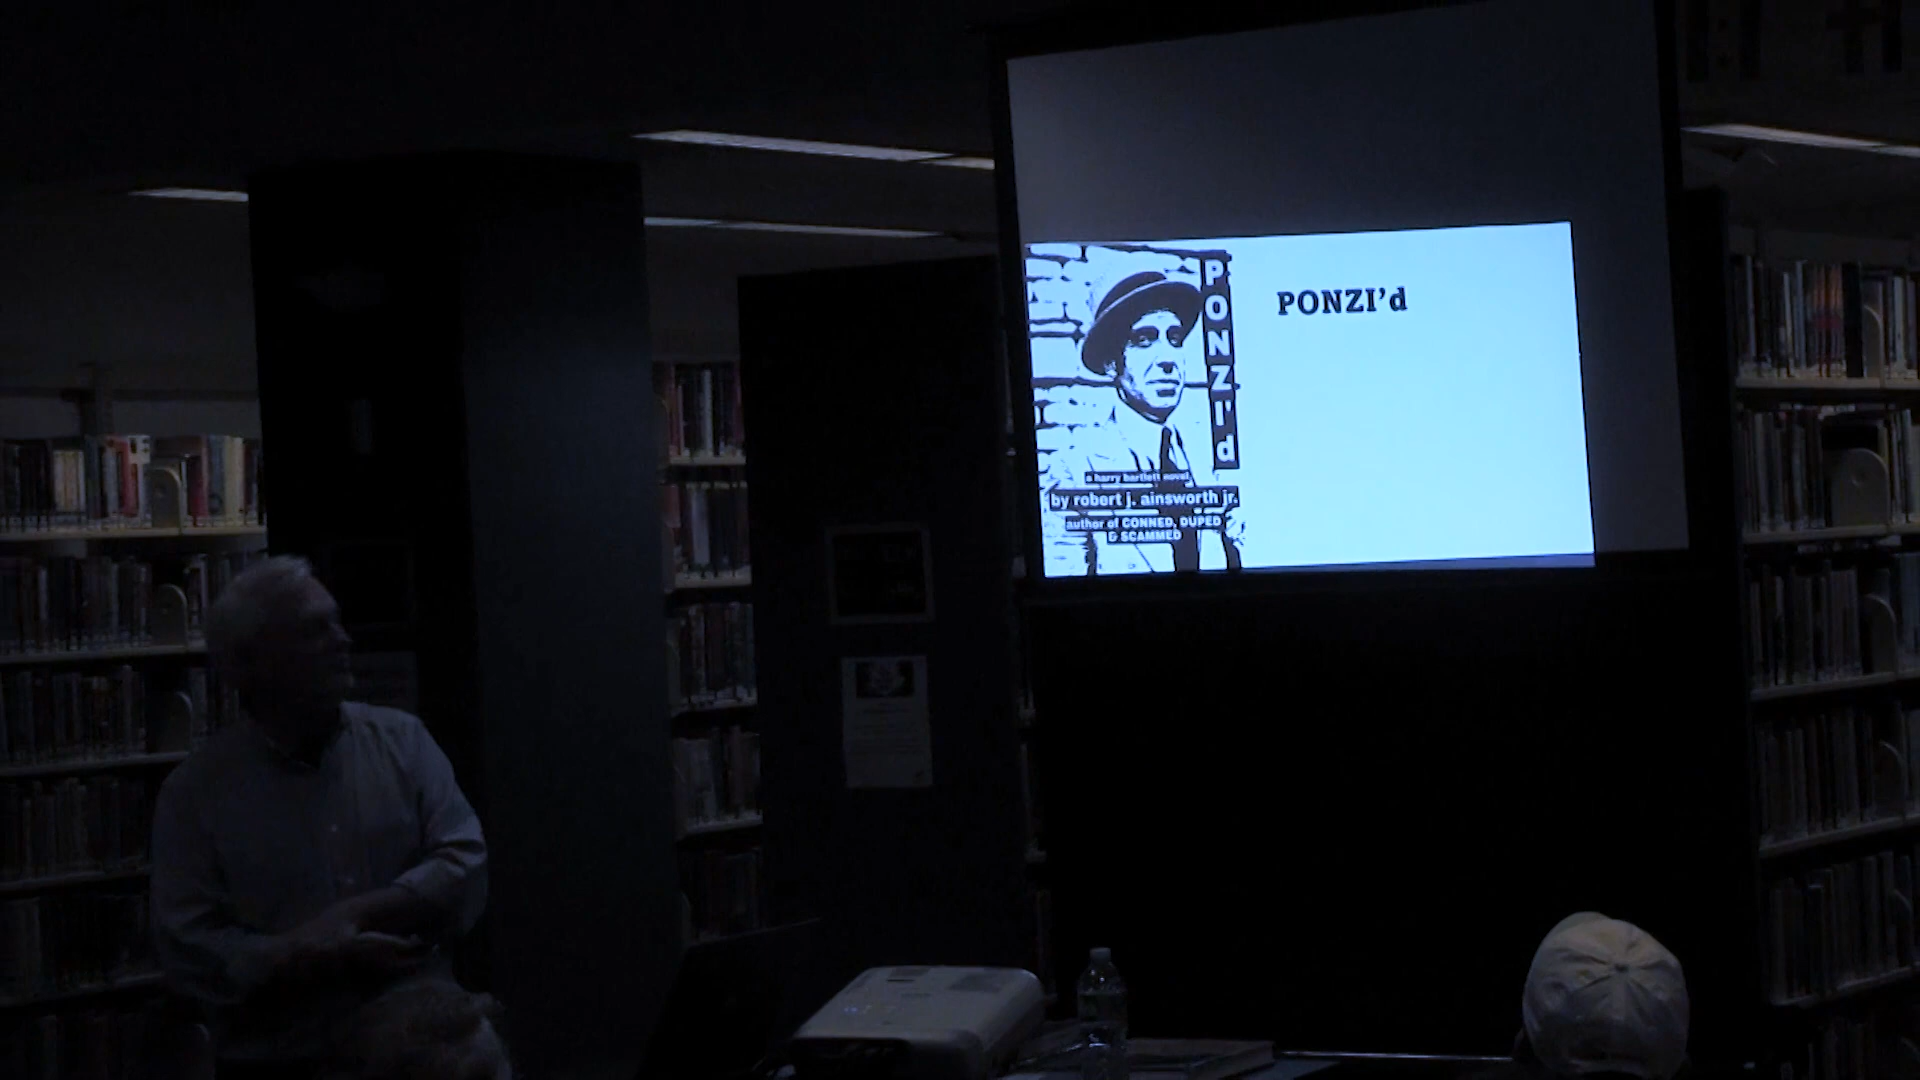 PONZI'd
PONZI'd
a harry bartlett novel
by robert j. ainsworth jr.
author of CONNED, DUPED
& SCAMMED